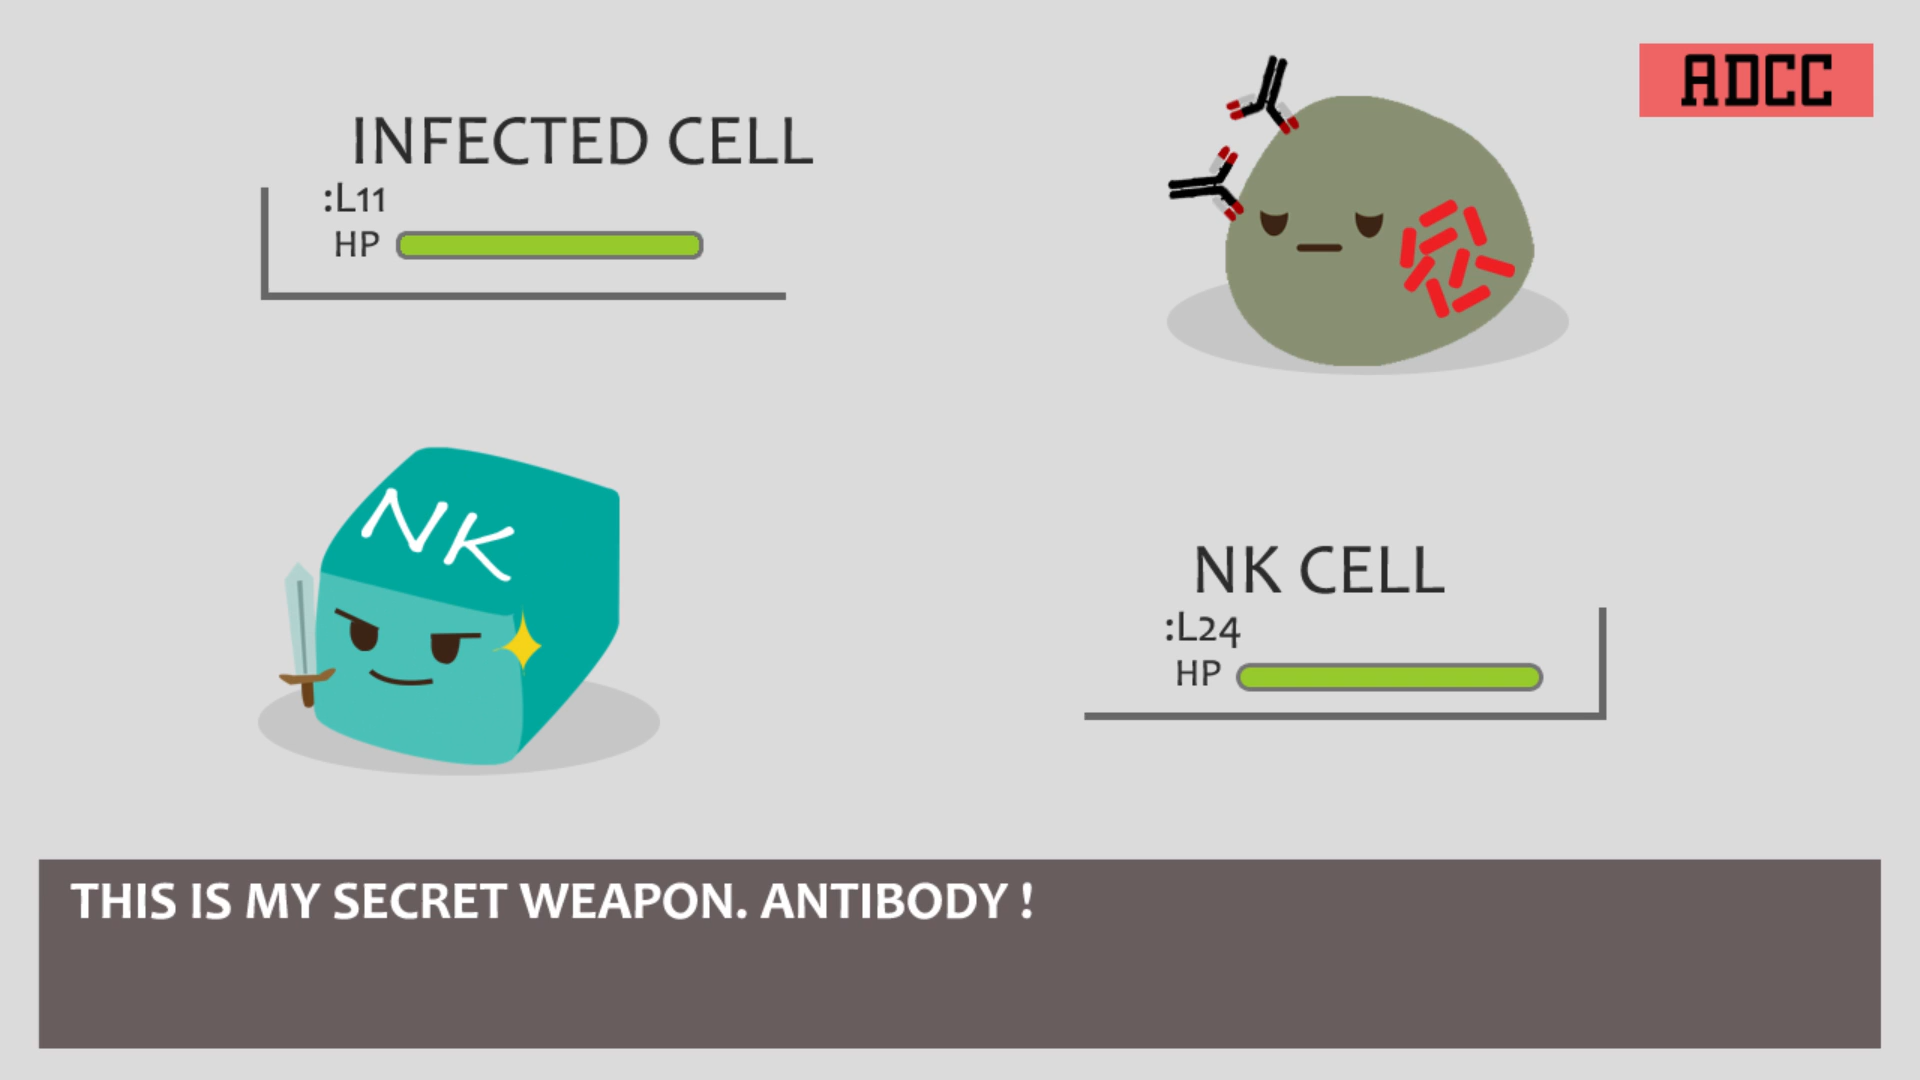 ADCC
INFECTED CELL
:L11
HP
NK
NK CELL
:L24
HP
THIS IS MY SECRET WEAPON. ANTIBODY !